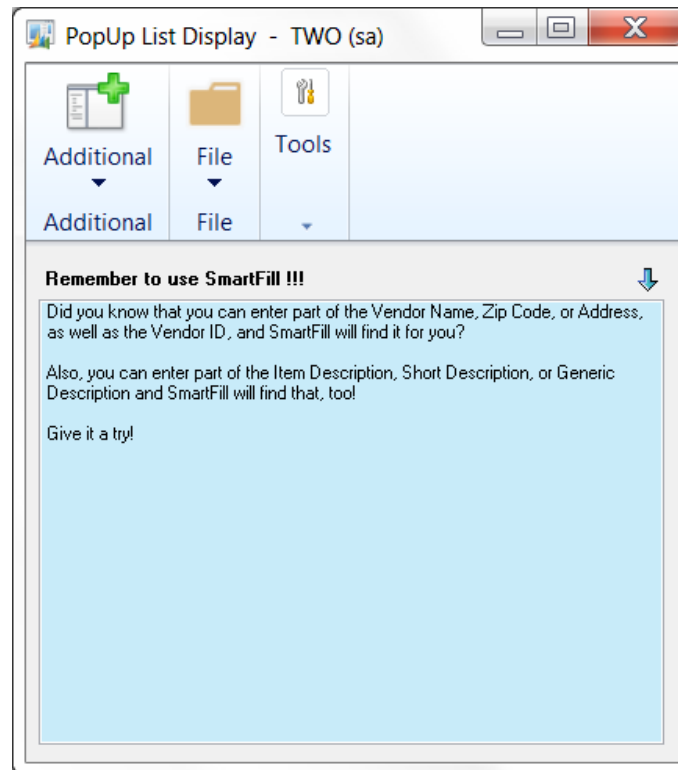 PopUp List Display - TWO (sa)
Additional
File
Tools
Additional
File
Remember to use SmartFill !!!
Did you know that you can enter part of the Vendor Name, Zip Code, or Address,
as well as the Vendor ID, and SmartFill will find it for you?
Also, you can enter part of the Item Description, Short Description, or Generic
Description and SmartFill will find that, too!
Give it a try!